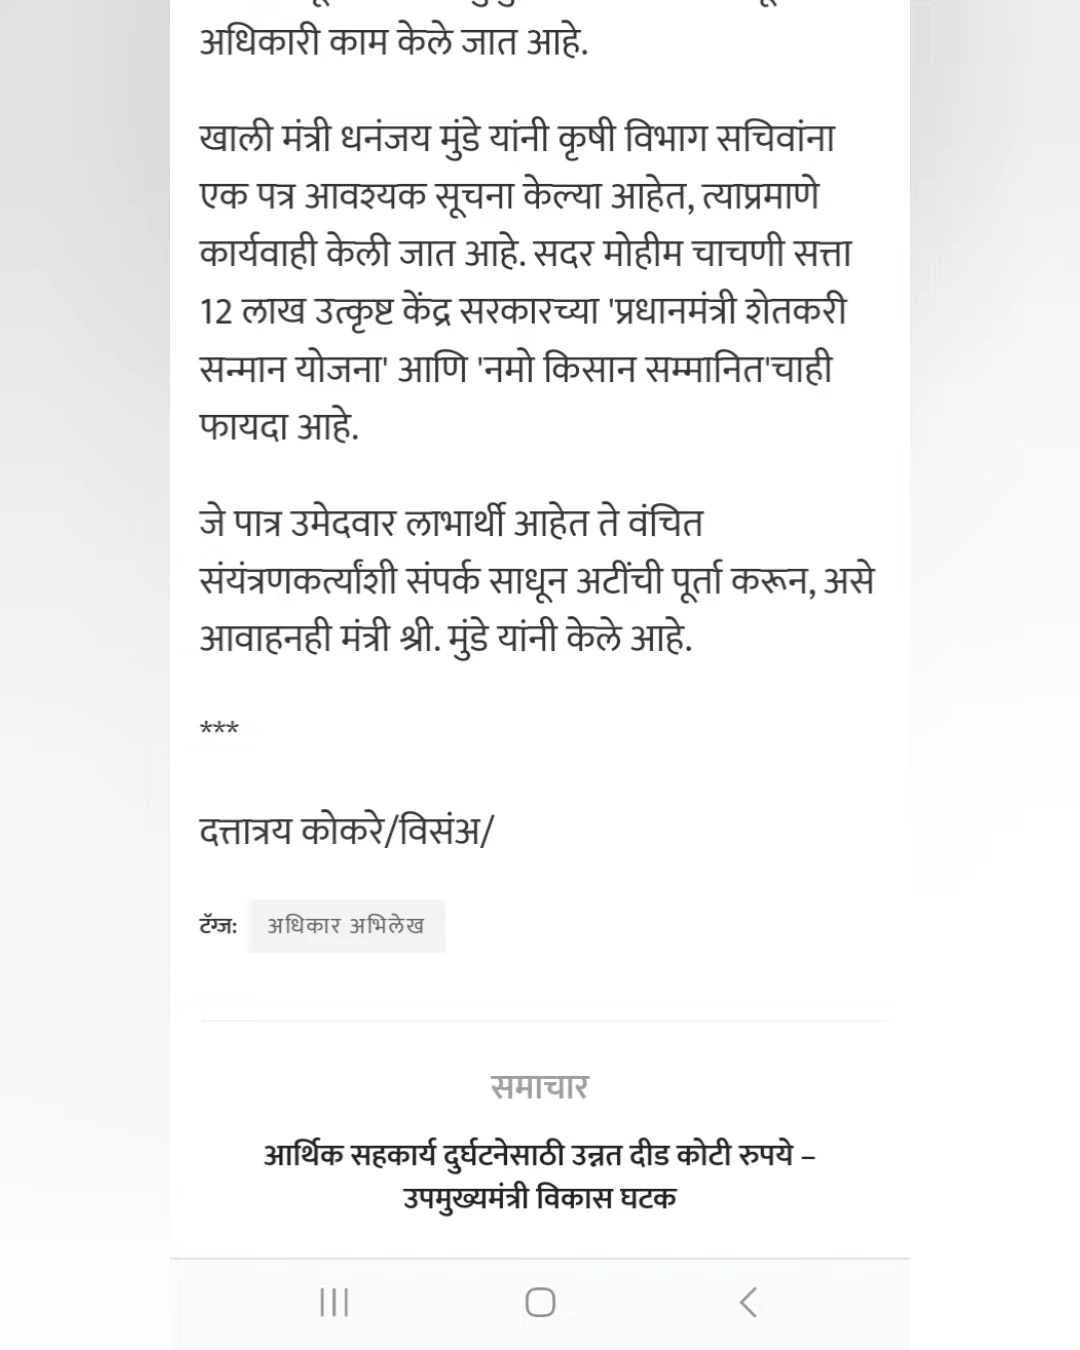 अधिकारी काम केले जात आहे.
खाली मंत्री धनंजय मुंडे यांनी कृषी विभाग सचिवांना
एक पत्र आवश्यक सूचना केल्या आहेत, त्याप्रमाणे
कार्यवाही केली जात आहे. सदर मोहीम चाचणी सत्ता
12 लाख उत्कृष्ट केंद्र सरकारच्या 'प्रधानमंत्री शेतकरी
सन्मान योजना' आणि 'नमो किसान सम्मानित'चाही
फायदा आहे.
जे पात्र उमेदवार लाभार्थी आहेत ते वंचित
संयंत्रणकर्त्यांशी संपर्क साधून अटींची पूर्ता करून, असे
आवाहनही मंत्री श्री. मुंडे यांनी केले आहे.
***
दत्तात्रय कोकरे/विसंअ/
टॅग्ज: अधिकार अभिलेख
समाचार
आर्थिक सहकार्य दुर्घटनेसाठी उन्नत दीड कोटी रुपये –
उपमुख्यमंत्री विकास घटक